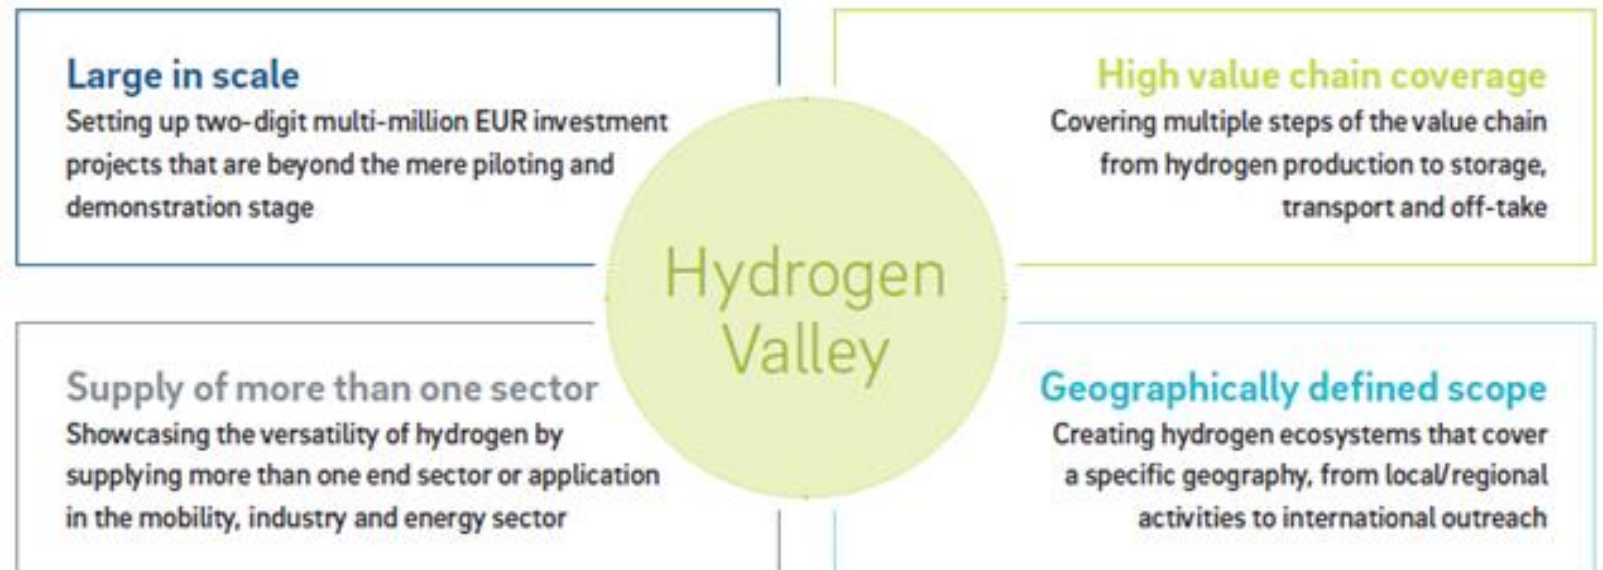 Large in scale
Setting up two-digit multi-million EUR investment
projects that are beyond the mere piloting and
demonstration stage
High value chain coverage
Covering multiple steps of the value chain
from hydrogen production to storage,
transport and off-take
Hydrogen
Valley
Supply of more than one sector
Showcasing the versatility of hydrogen by
supplying more than one end sector or application
in the mobility, industry and energy sector
Geographically defined scope
Creating hydrogen ecosystems that cover
a specific geography, from local/regional
activities to international outreach